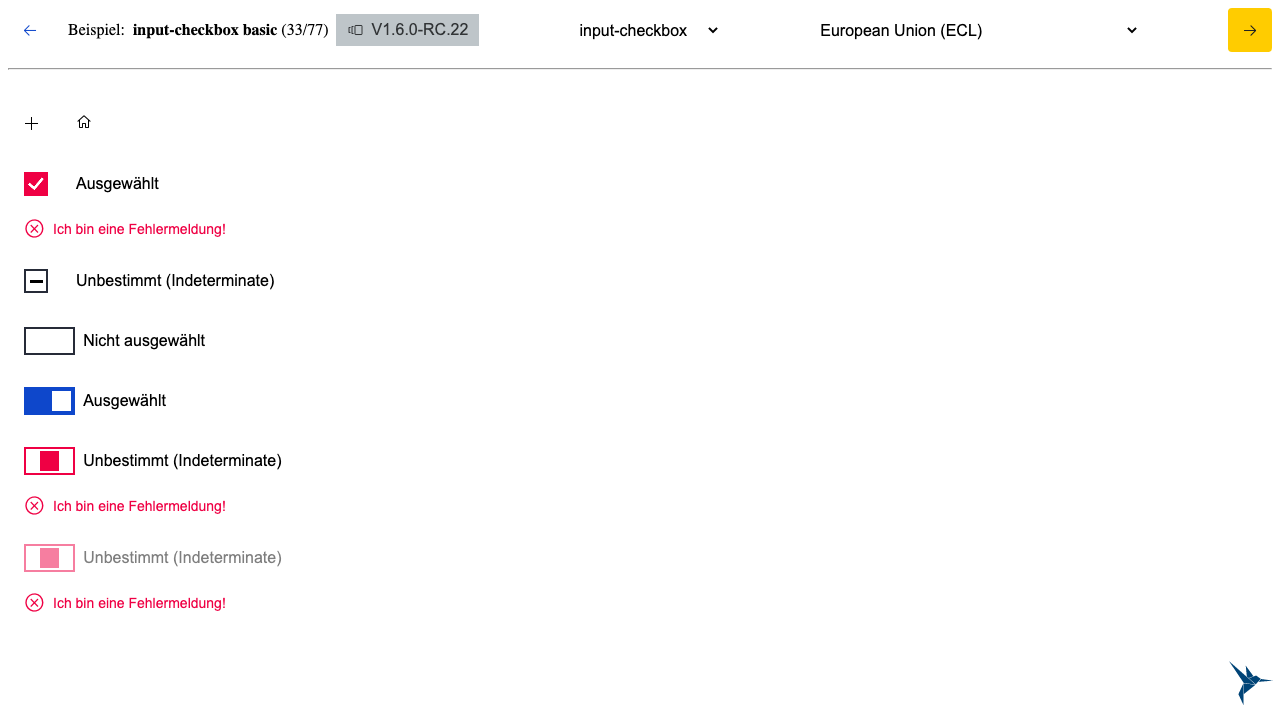 Beispiel: input-checkbox basic (33/77) V1.6.0-RC.22 input-checkbox European Union (ECL)
Ausgewählt
Ich bin eine Fehlermeldung!
Unbestimmt (Indeterminate)
Nicht ausgewählt
Ausgewählt
Unbestimmt (Indeterminate)
Ich bin eine Fehlermeldung!
Unbestimmt (Indeterminate)
Ich bin eine Fehlermeldung!